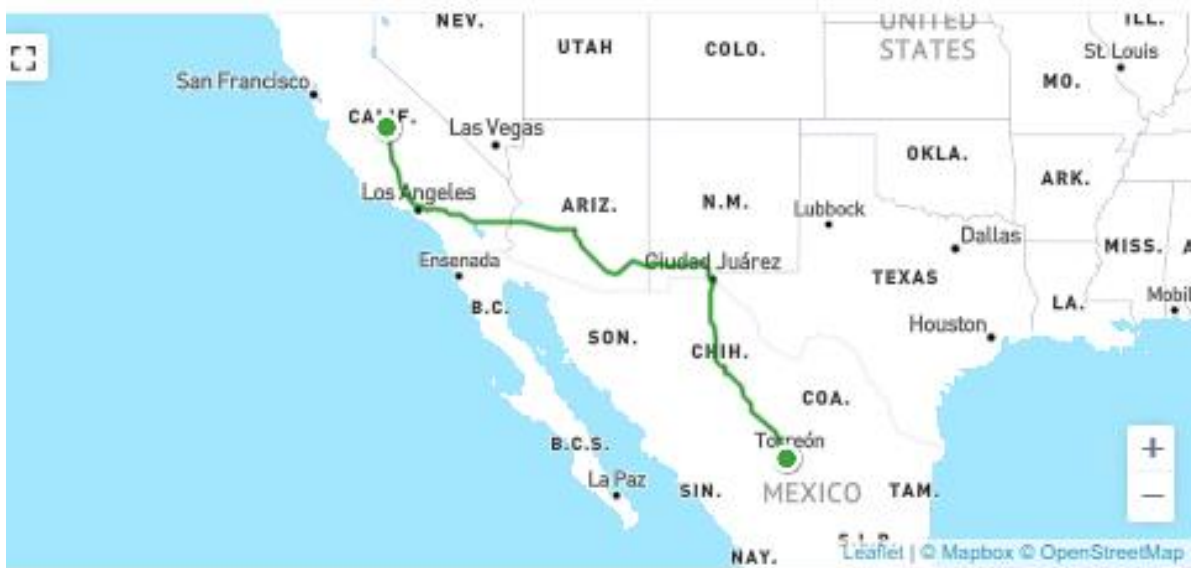 NEV.
UNITED
STATES
ILL.
UTAH
COLO.
St. Louis
San Francisco
MO.
CALIF.
Las Vegas
OKLA.
ARK.
Los Angeles
ARIZ.
N.M.
Lubbock
Dallas
MISS.
A
Ensenada
Ciudad Juárez
TEXAS
B.C.
LA.
Mobil
SON.
Houston
CHIH.
COA.
B.C.S.
Torreón
La Paz
SIN.
MEXICO
TAM.
+
−
NAY.
S.L.P.
Leaflet | © Mapbox © OpenStreetMap